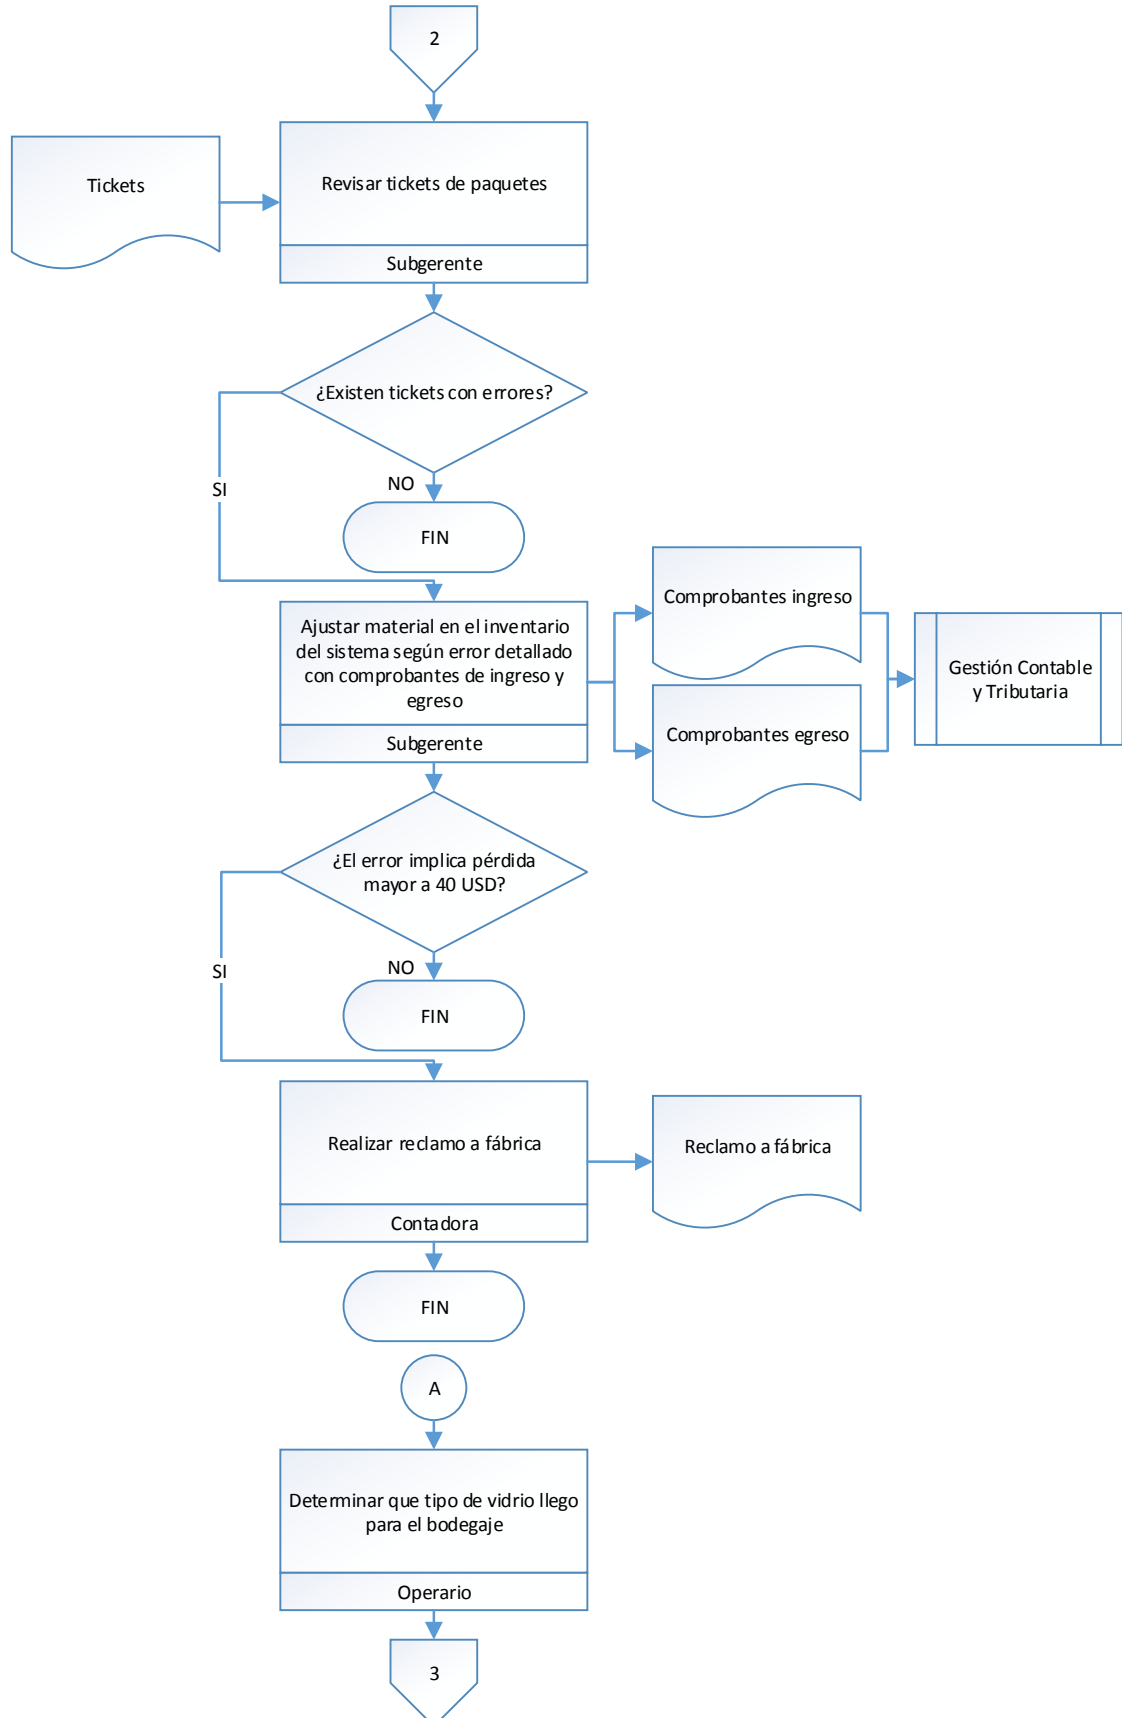 2
Tickets
Revisar tickets de paquetes
Subgerente
¿Existen tickets con errores?
SI
NO
FIN
Ajustar material en el inventario
del sistema según error detallado
con comprobantes de ingreso y
egreso
Subgerente
Comprobantes ingreso
Comprobantes egreso
Gestión Contable
y Tributaria
¿El error implica pérdida
mayor a 40 USD?
SI
NO
FIN
Realizar reclamo a fábrica
Contadora
Reclamo a fábrica
FIN
A
Determinar que tipo de vidrio llego
para el bodegaje
Operario
3